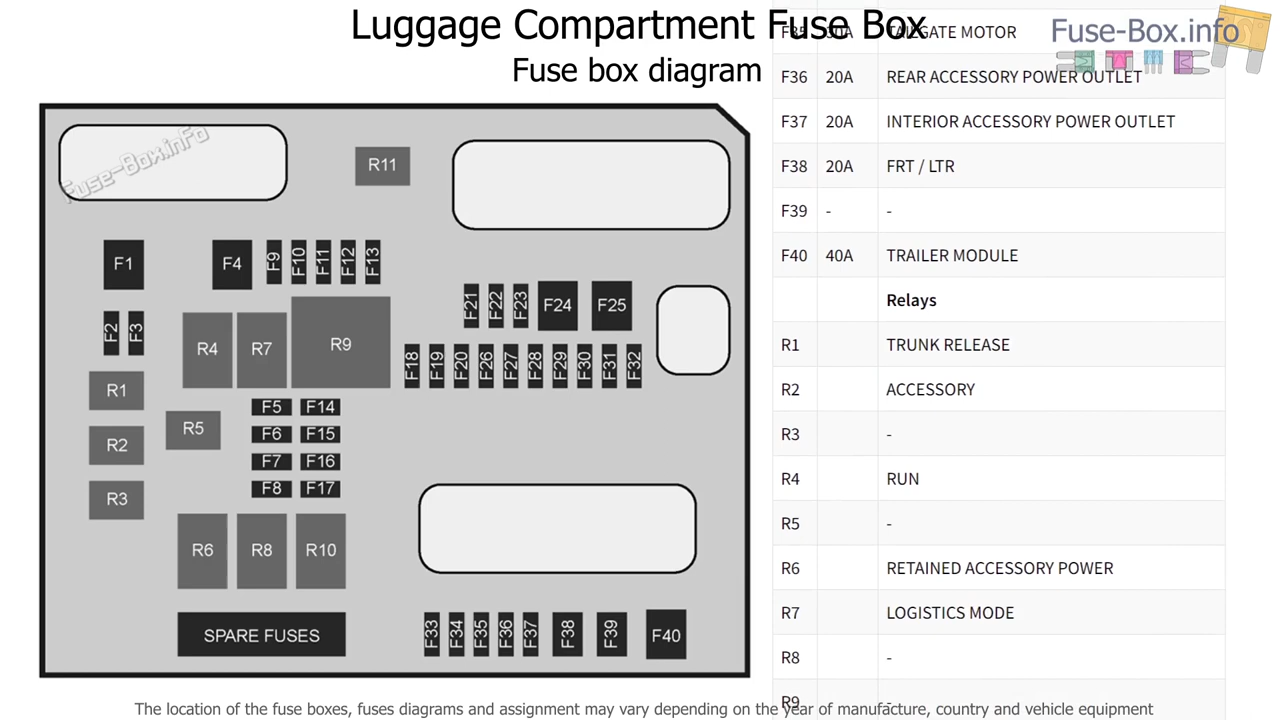 Luggage Compartment Fuse Box
Fuse box diagram
Fuse-Box.info
Fuse-Box.info
R11
F1
F4
F9
F10
F11
F12
F13
F2
F3
R4
R7
R9
F21
F22
F23
F24
F25
F18
F19
F20
F26
F27
F28
F29
F30
F31
F32
R1
R2
R3
R5
F5
F14
F6
F15
F7
F16
F8
F17
R6
R8
R10
SPARE FUSES
F33
F34
F35
F36
F37
F38
F39
F40
F35 30A TAILGATE MOTOR
F36 20A REAR ACCESSORY POWER OUTLET
F37 20A INTERIOR ACCESSORY POWER OUTLET
F38 20A FRT / LTR
F39 - -
F40 40A TRAILER MODULE
Relays
R1 TRUNK RELEASE
R2 ACCESSORY
R3 -
R4 RUN
R5 -
R6 RETAINED ACCESSORY POWER
R7 LOGISTICS MODE
R8 -
R9 -
The location of the fuse boxes, fuses diagrams and assignment may vary depending on the year of manufacture, country and vehicle equipment